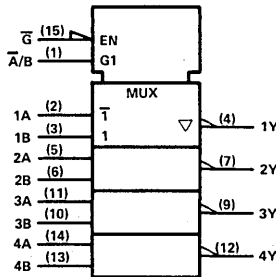 G̅ (15) EN
A̅/B (1) G1
MUX
1A (2) 1̅ ▽ (4) 1Y
1B (3) 1
2A (5) (7) 2Y
2B (6)
3A (11) (9) 3Y
3B (10)
4A (14) (12) 4Y
4B (13)